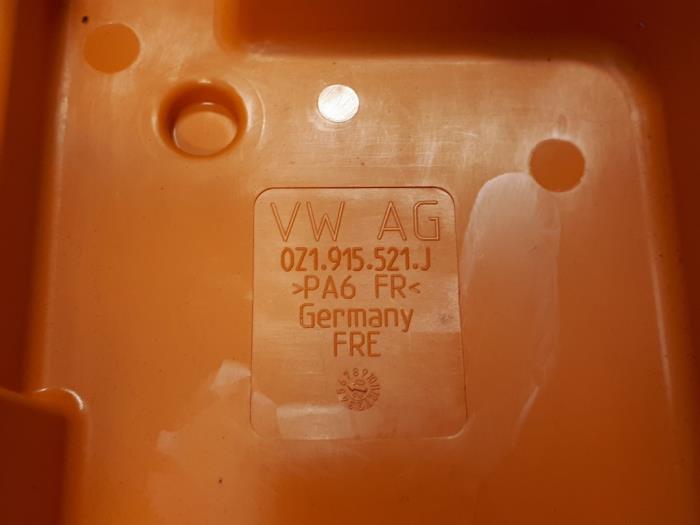 VW AG
0Z1.915.521.J
>PA6 FR<
Germany
FRE